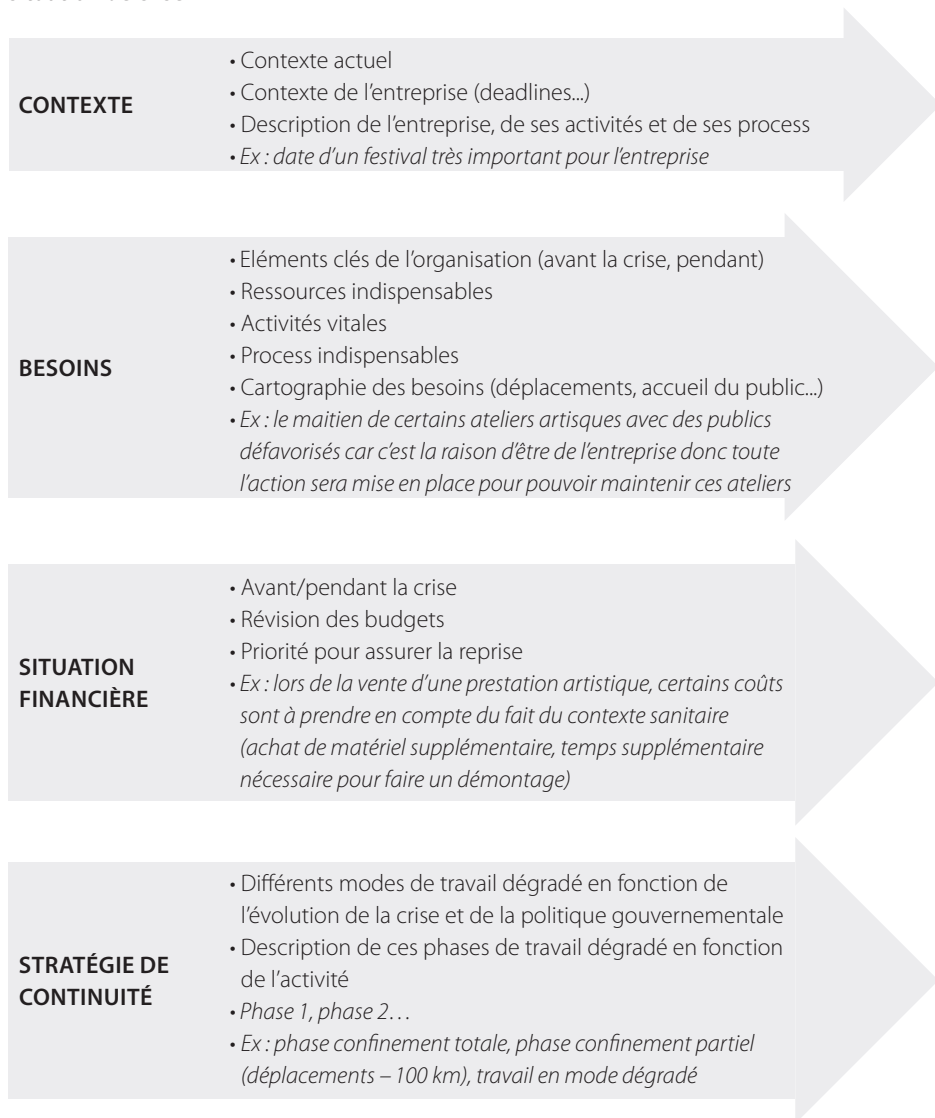 CONTEXTE
• Contexte actuel
• Contexte de l'entreprise (deadlines...)
• Description de l'entreprise, de ses activités et de ses process
• Ex : date d'un festival très important pour l'entreprise
BESOINS
• Eléments clés de l'organisation (avant la crise, pendant)
• Ressources indispensables
• Activités vitales
• Process indispensables
• Cartographie des besoins (déplacements, accueil du public...)
• Ex : le maitien de certains ateliers artisques avec des publics
défavorisés car c'est la raison d'être de l'entreprise donc toute
l'action sera mise en place pour pouvoir maintenir ces ateliers
SITUATION
FINANCIÈRE
• Avant/pendant la crise
• Révision des budgets
• Priorité pour assurer la reprise
• Ex : lors de la vente d'une prestation artistique, certains coûts
sont à prendre en compte du fait du contexte sanitaire
(achat de matériel supplémentaire, temps supplémentaire
nécessaire pour faire un démontage)
STRATÉGIE DE
CONTINUITÉ
• Différents modes de travail dégradé en fonction de
l'évolution de la crise et de la politique gouvernementale
• Description de ces phases de travail dégradé en fonction
de l'activité
• Phase 1, phase 2…
• Ex : phase confinement totale, phase confinement partiel
(déplacements – 100 km), travail en mode dégradé